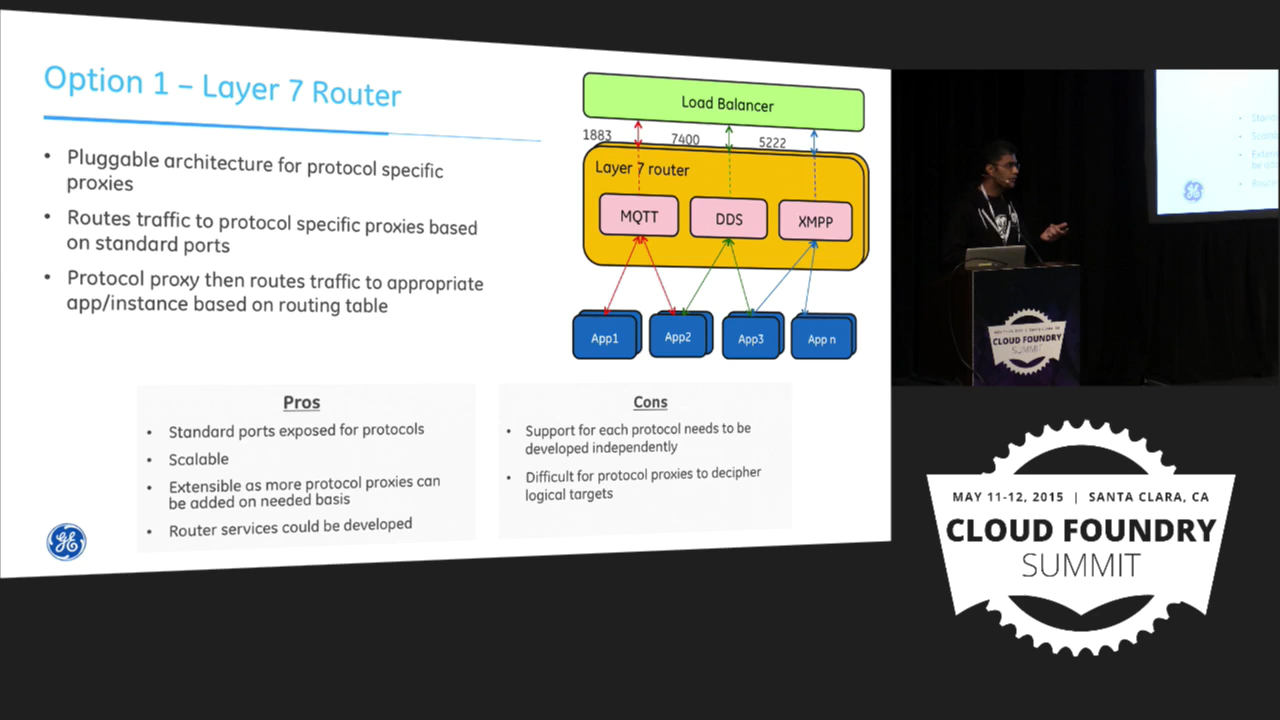 Option 1 – Layer 7 Router
• Pluggable architecture for protocol specific
proxies
• Routes traffic to protocol specific proxies based
on standard ports
• Protocol proxy then routes traffic to appropriate
app/instance based on routing table
Load Balancer
1883 7400 5222
Layer 7 router
MQTT DDS XMPP
App1 App2 App3 App n
Pros
• Standard ports exposed for protocols
• Scalable
• Extensible as more protocol proxies can
be added on needed basis
• Router services could be developed
Cons
• Support for each protocol needs to be
developed independently
• Difficult for protocol proxies to decipher
logical targets
CLOUD FOUNDRY
SUMMIT
MAY 11-12, 2015 | SANTA CLARA, CA
CLOUD FOUNDRY
SUMMIT